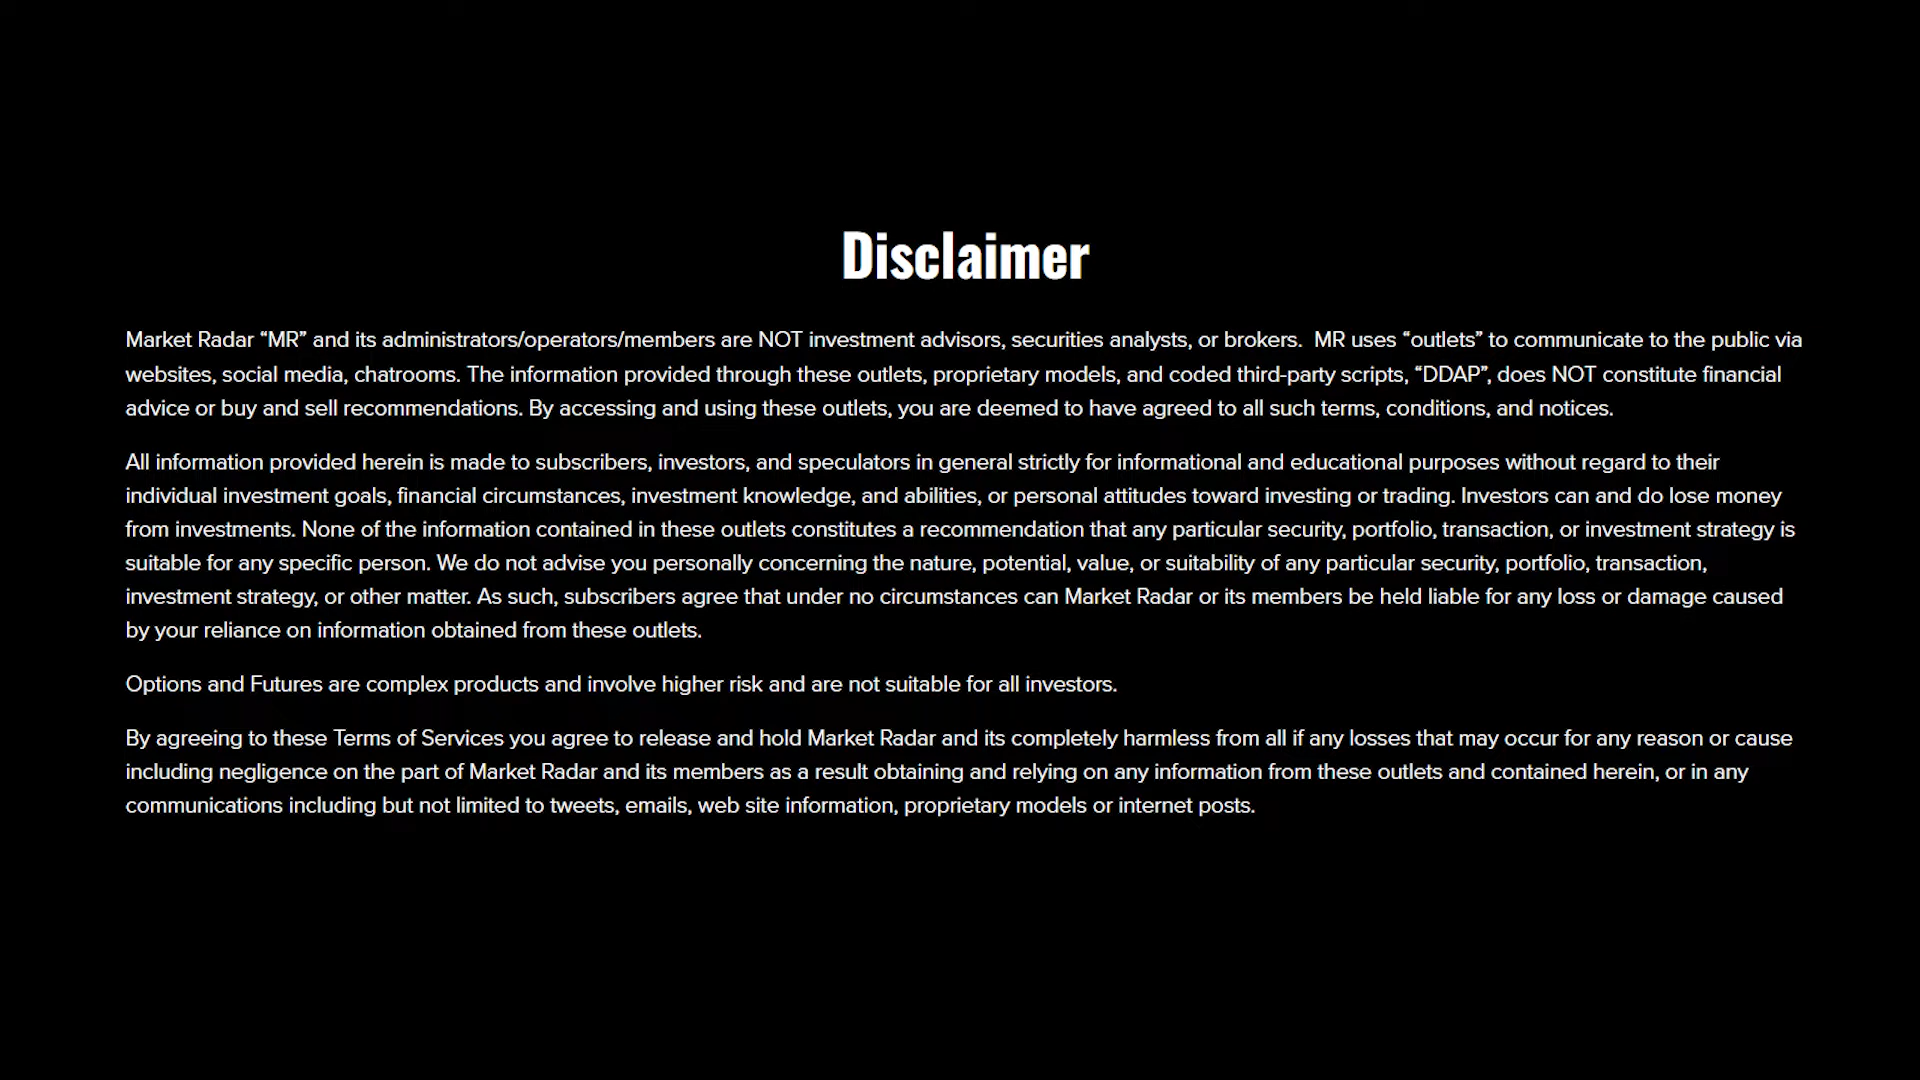 Disclaimer
Market Radar “MR” and its administrators/operators/members are NOT investment advisors, securities analysts, or brokers.  MR uses “outlets” to communicate to the public via
websites, social media, chatrooms. The information provided through these outlets, proprietary models, and coded third-party scripts, “DDAP”, does NOT constitute financial
advice or buy and sell recommendations. By accessing and using these outlets, you are deemed to have agreed to all such terms, conditions, and notices.
All information provided herein is made to subscribers, investors, and speculators in general strictly for informational and educational purposes without regard to their
individual investment goals, financial circumstances, investment knowledge, and abilities, or personal attitudes toward investing or trading. Investors can and do lose money
from investments. None of the information contained in these outlets constitutes a recommendation that any particular security, portfolio, transaction, or investment strategy is
suitable for any specific person. We do not advise you personally concerning the nature, potential, value, or suitability of any particular security, portfolio, transaction,
investment strategy, or other matter. As such, subscribers agree that under no circumstances can Market Radar or its members be held liable for any loss or damage caused
by your reliance on information obtained from these outlets.
Options and Futures are complex products and involve higher risk and are not suitable for all investors.
By agreeing to these Terms of Services you agree to release and hold Market Radar and its completely harmless from all if any losses that may occur for any reason or cause
including negligence on the part of Market Radar and its members as a result obtaining and relying on any information from these outlets and contained herein, or in any
communications including but not limited to tweets, emails, web site information, proprietary models or internet posts.